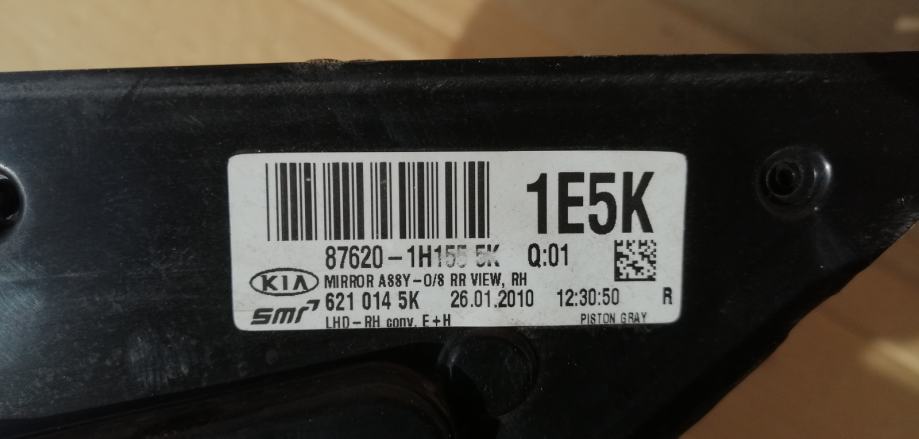 1E5K
87620-1H155 5K Q:01
KIA
MIRROR ASSY-O/S RR VIEW, RH
smr 621 014 5K 26.01.2010 12:30:50 R
LHD-RH conv. E+H PISTON GRAY